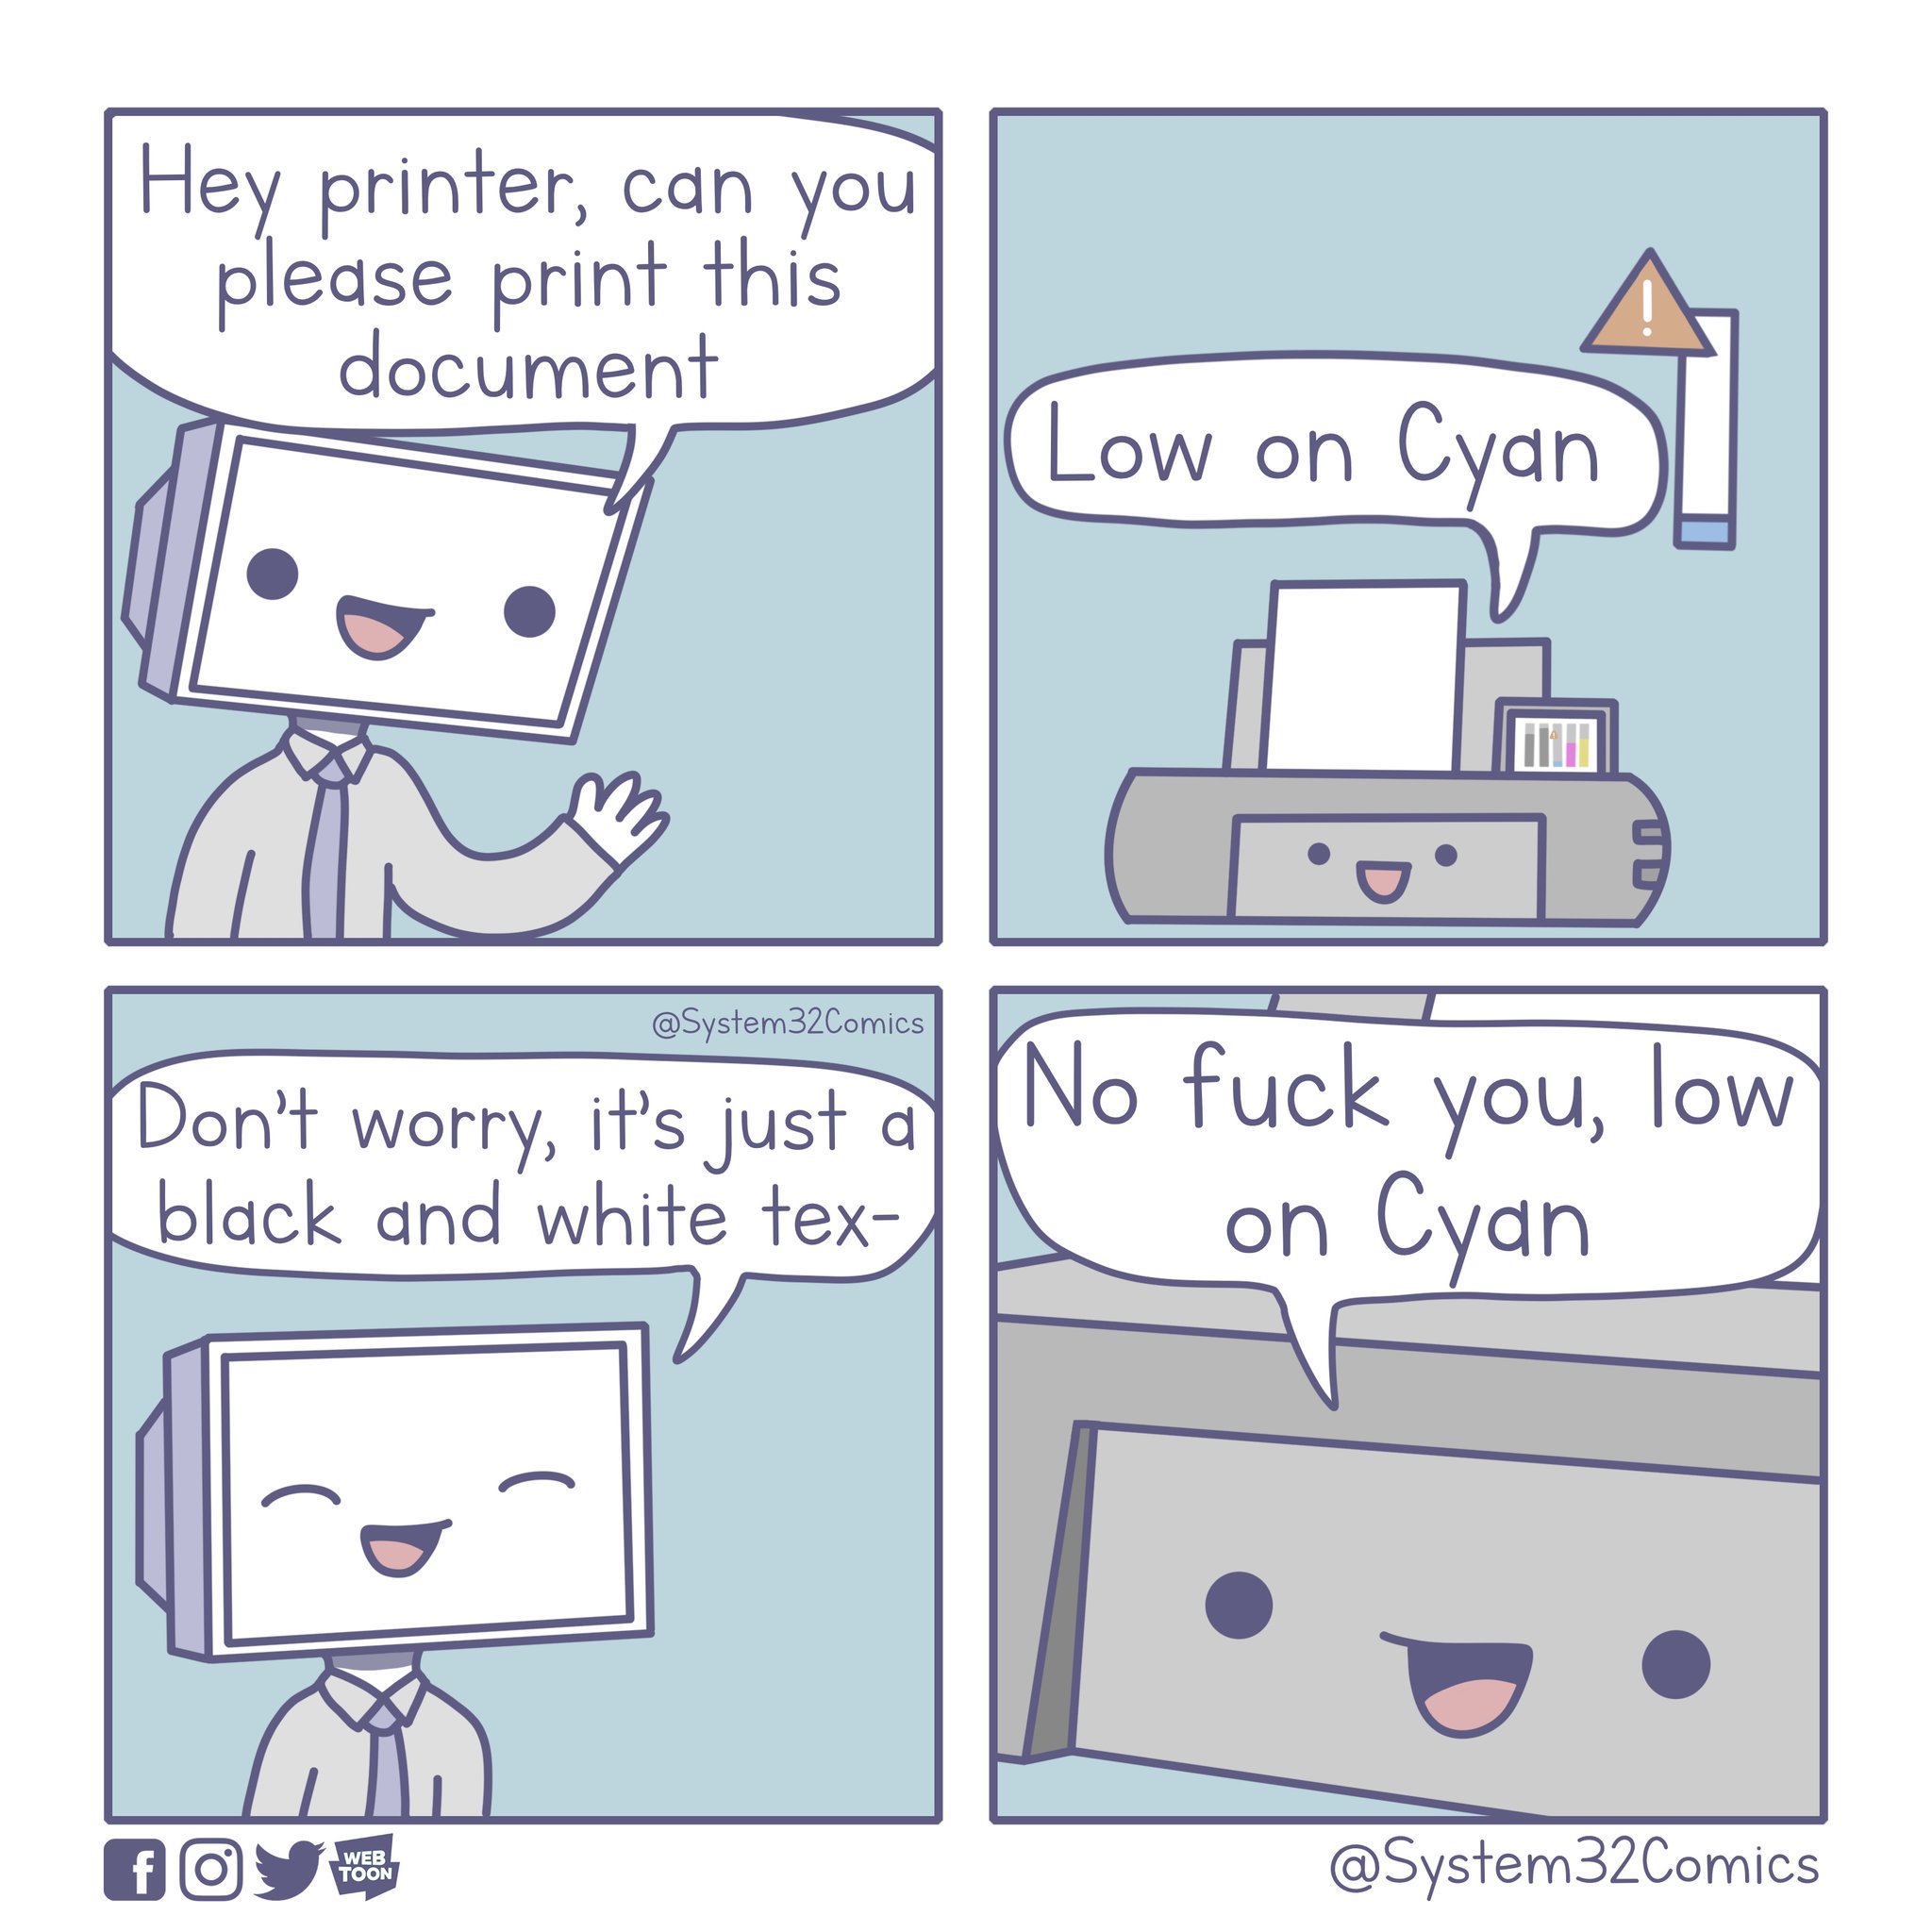 Hey printer, can you
please print this
document
!
Low on Cyan
@System32Comics
Don't worry, it's just a
black and white tex-
No fuck you, low
on Cyan
f
WEB
TOON
@System32Comics